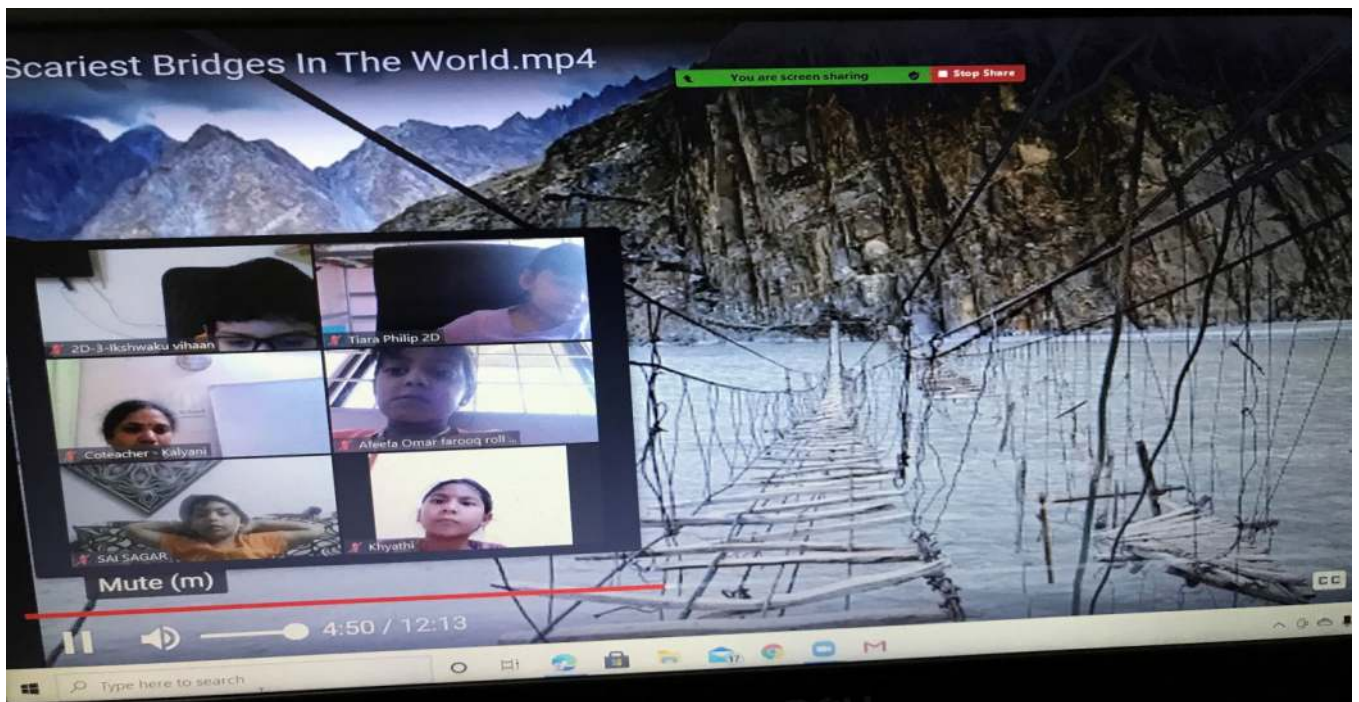 Scariest Bridges In The World.mp4
You are screen sharing
Stop Share
2D-3-Ikshwaku vihaan
Tiara Philip 2D
Coteacher - Kalyani
Afeefa Omar farooq roll ...
SAI SAGAR
Khyathi
Mute (m)
4:50 / 12:13
CC
Type here to search
17